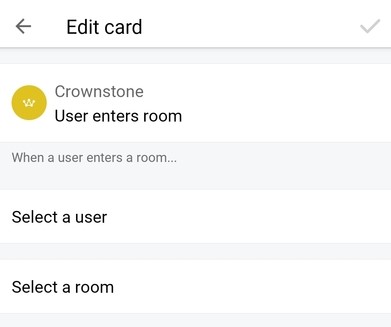 Edit card
Crownstone
User enters room
When a user enters a room...
Select a user
Select a room